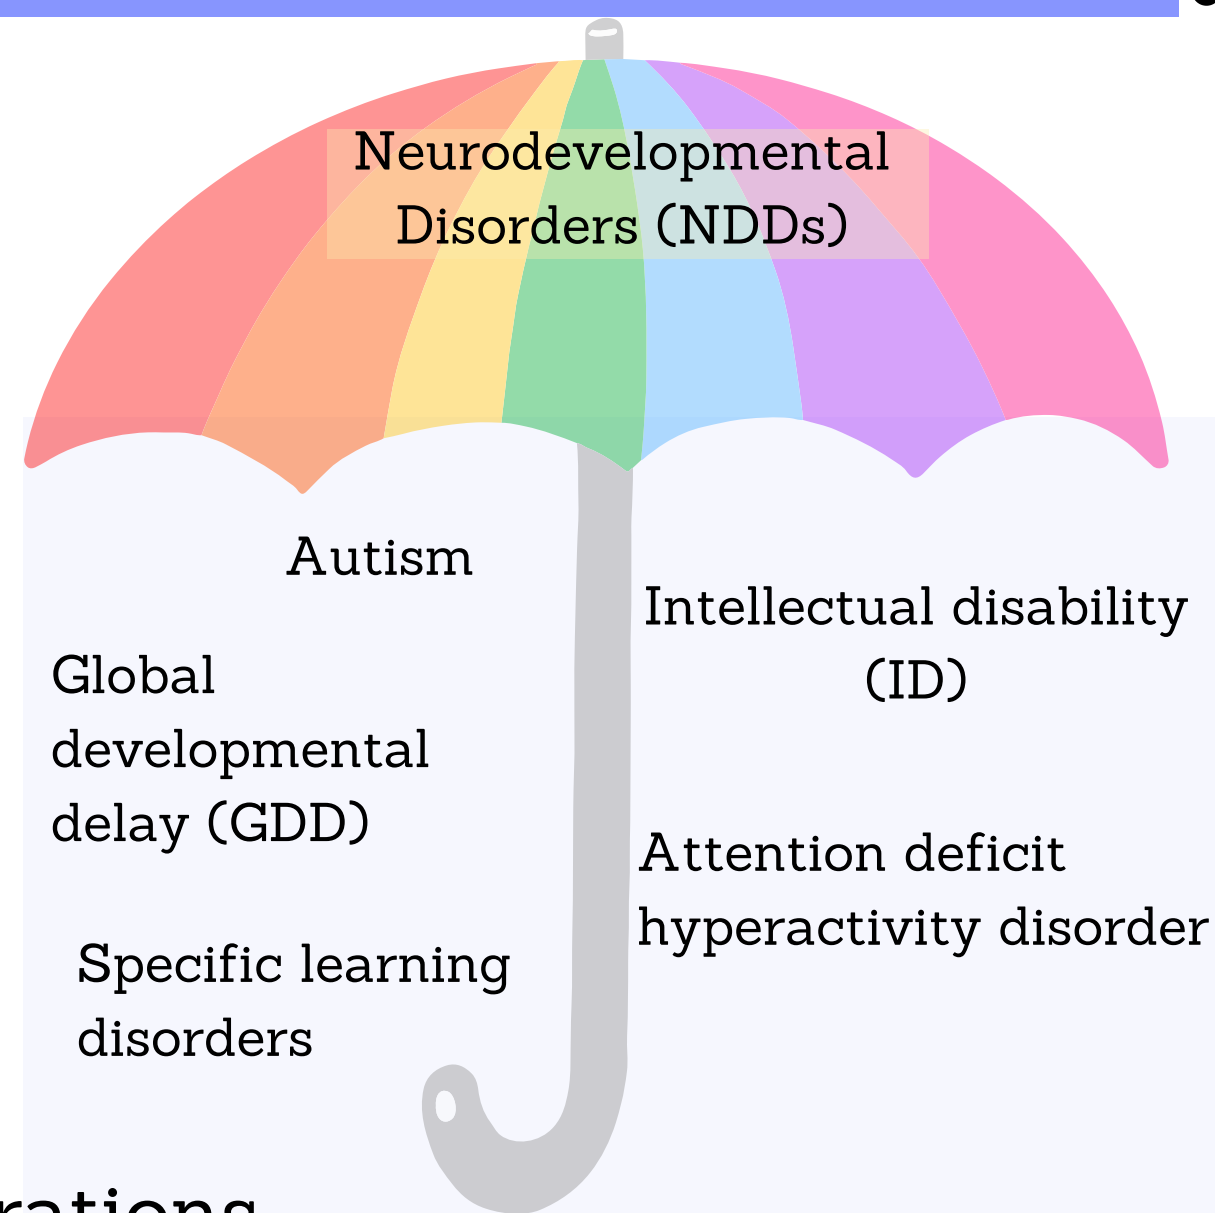 Neurodevelopmental
Disorders (NDDs)
Autism
Global
developmental
delay (GDD)
Specific learning
disorders
Intellectual disability
(ID)
Attention deficit
hyperactivity disorder